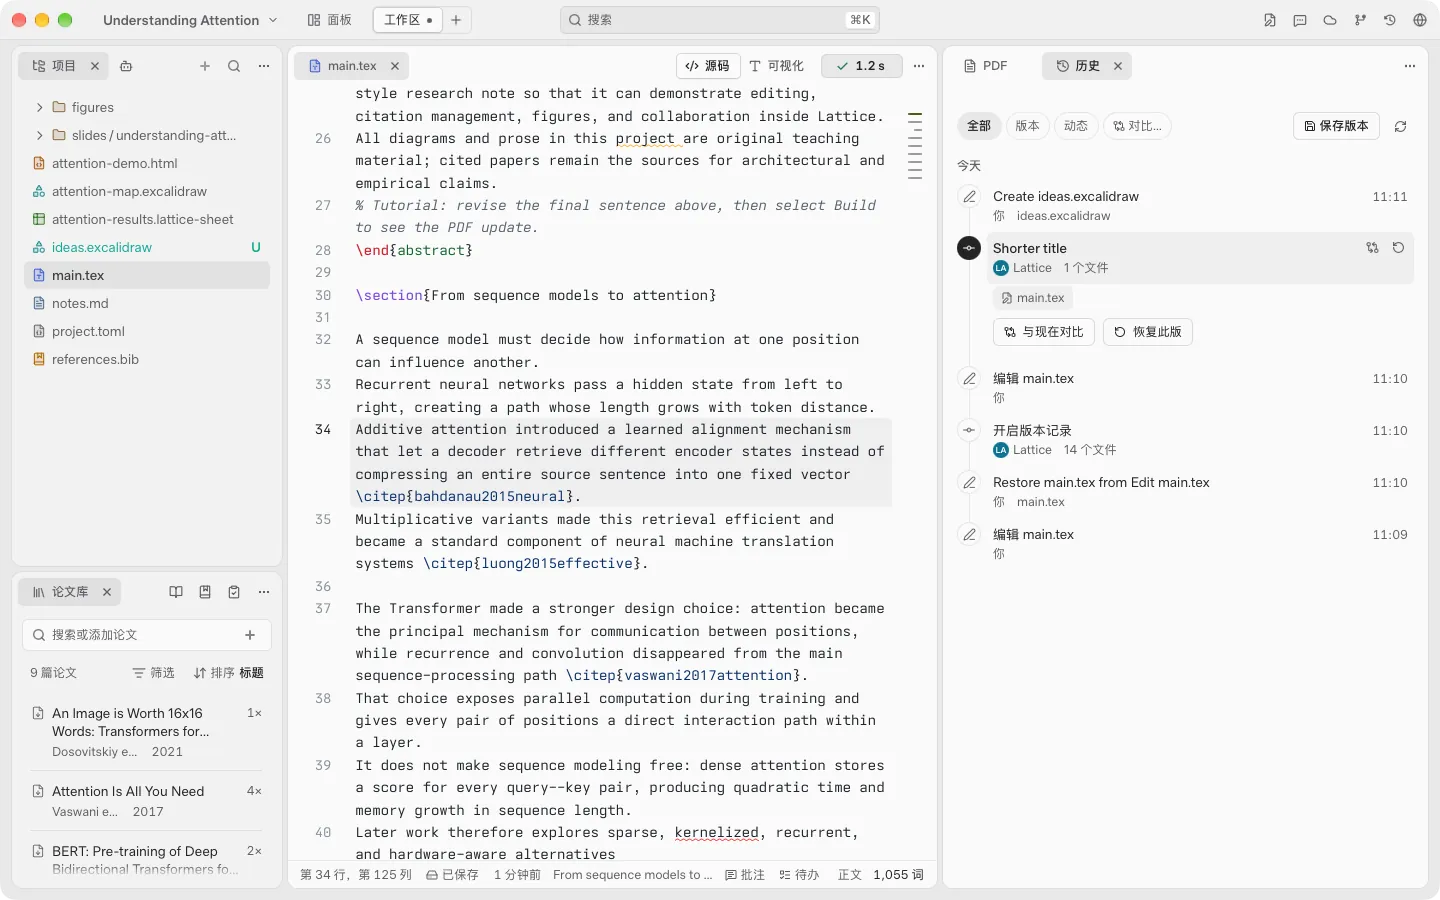 Understanding Attention
面板
工作区
搜索
⌘K
项目
figures
slides / understanding-att...
attention-demo.html
attention-map.excalidraw
attention-results.lattice-sheet
ideas.excalidraw U
main.tex
notes.md
project.toml
references.bib
论文库
搜索或添加论文
9 篇论文 筛选 排序 标题
An Image is Worth 16x16 1×
Words: Transformers for...
Dosovitskiy e... 2021
Attention Is All You Need 4×
Vaswani e... 2017
BERT: Pre-training of Deep 2×
Bidirectional Transformers fo...
main.tex
源码 可视化 1.2 s
style research note so that it can demonstrate editing,
citation management, figures, and collaboration inside Lattice.
26 All diagrams and prose in this project are original teaching
material; cited papers remain the sources for architectural and
empirical claims.
27 % Tutorial: revise the final sentence above, then select Build
to see the PDF update.
28 \end{abstract}
29
30 \section{From sequence models to attention}
31
32 A sequence model must decide how information at one position
can influence another.
33 Recurrent neural networks pass a hidden state from left to
right, creating a path whose length grows with token distance.
34 Additive attention introduced a learned alignment mechanism
that let a decoder retrieve different encoder states instead of
compressing an entire source sentence into one fixed vector
\citep{bahdanau2015neural}.
35 Multiplicative variants made this retrieval efficient and
became a standard component of neural machine translation
systems \citep{luong2015effective}.
36
37 The Transformer made a stronger design choice: attention became
the principal mechanism for communication between positions,
while recurrence and convolution disappeared from the main
sequence-processing path \citep{vaswani2017attention}.
38 That choice exposes parallel computation during training and
gives every pair of positions a direct interaction path within
a layer.
39 It does not make sequence modeling free: dense attention stores
a score for every query--key pair, producing quadratic time and
memory growth in sequence length.
40 Later work therefore explores sparse, kernelized, recurrent,
and hardware-aware alternatives
第 34 行，第 125 列 已保存 1 分钟前 From sequence models to ... 批注 待办 正文 1,055 词
PDF
历史
全部 版本 动态 对比... 保存版本
今天
Create ideas.excalidraw 11:11
你 ideas.excalidraw
Shorter title
LA Lattice 1 个文件
main.tex
与现在对比 恢复此版
编辑 main.tex 11:10
你
开启版本记录 11:10
LA Lattice 14 个文件
Restore main.tex from Edit main.tex 11:10
你 main.tex
编辑 main.tex 11:09
你